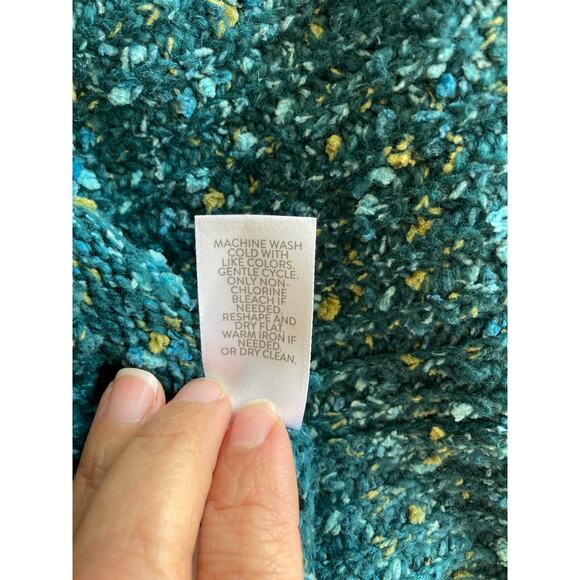 MACHINE WASH
COLD WITH
LIKE COLORS.
GENTLE CYCLE.
ONLY NON-
CHLORINE
BLEACH IF
NEEDED.
RESHAPE AND
DRY FLAT.
WARM IRON IF
NEEDED.
OR DRY CLEAN.